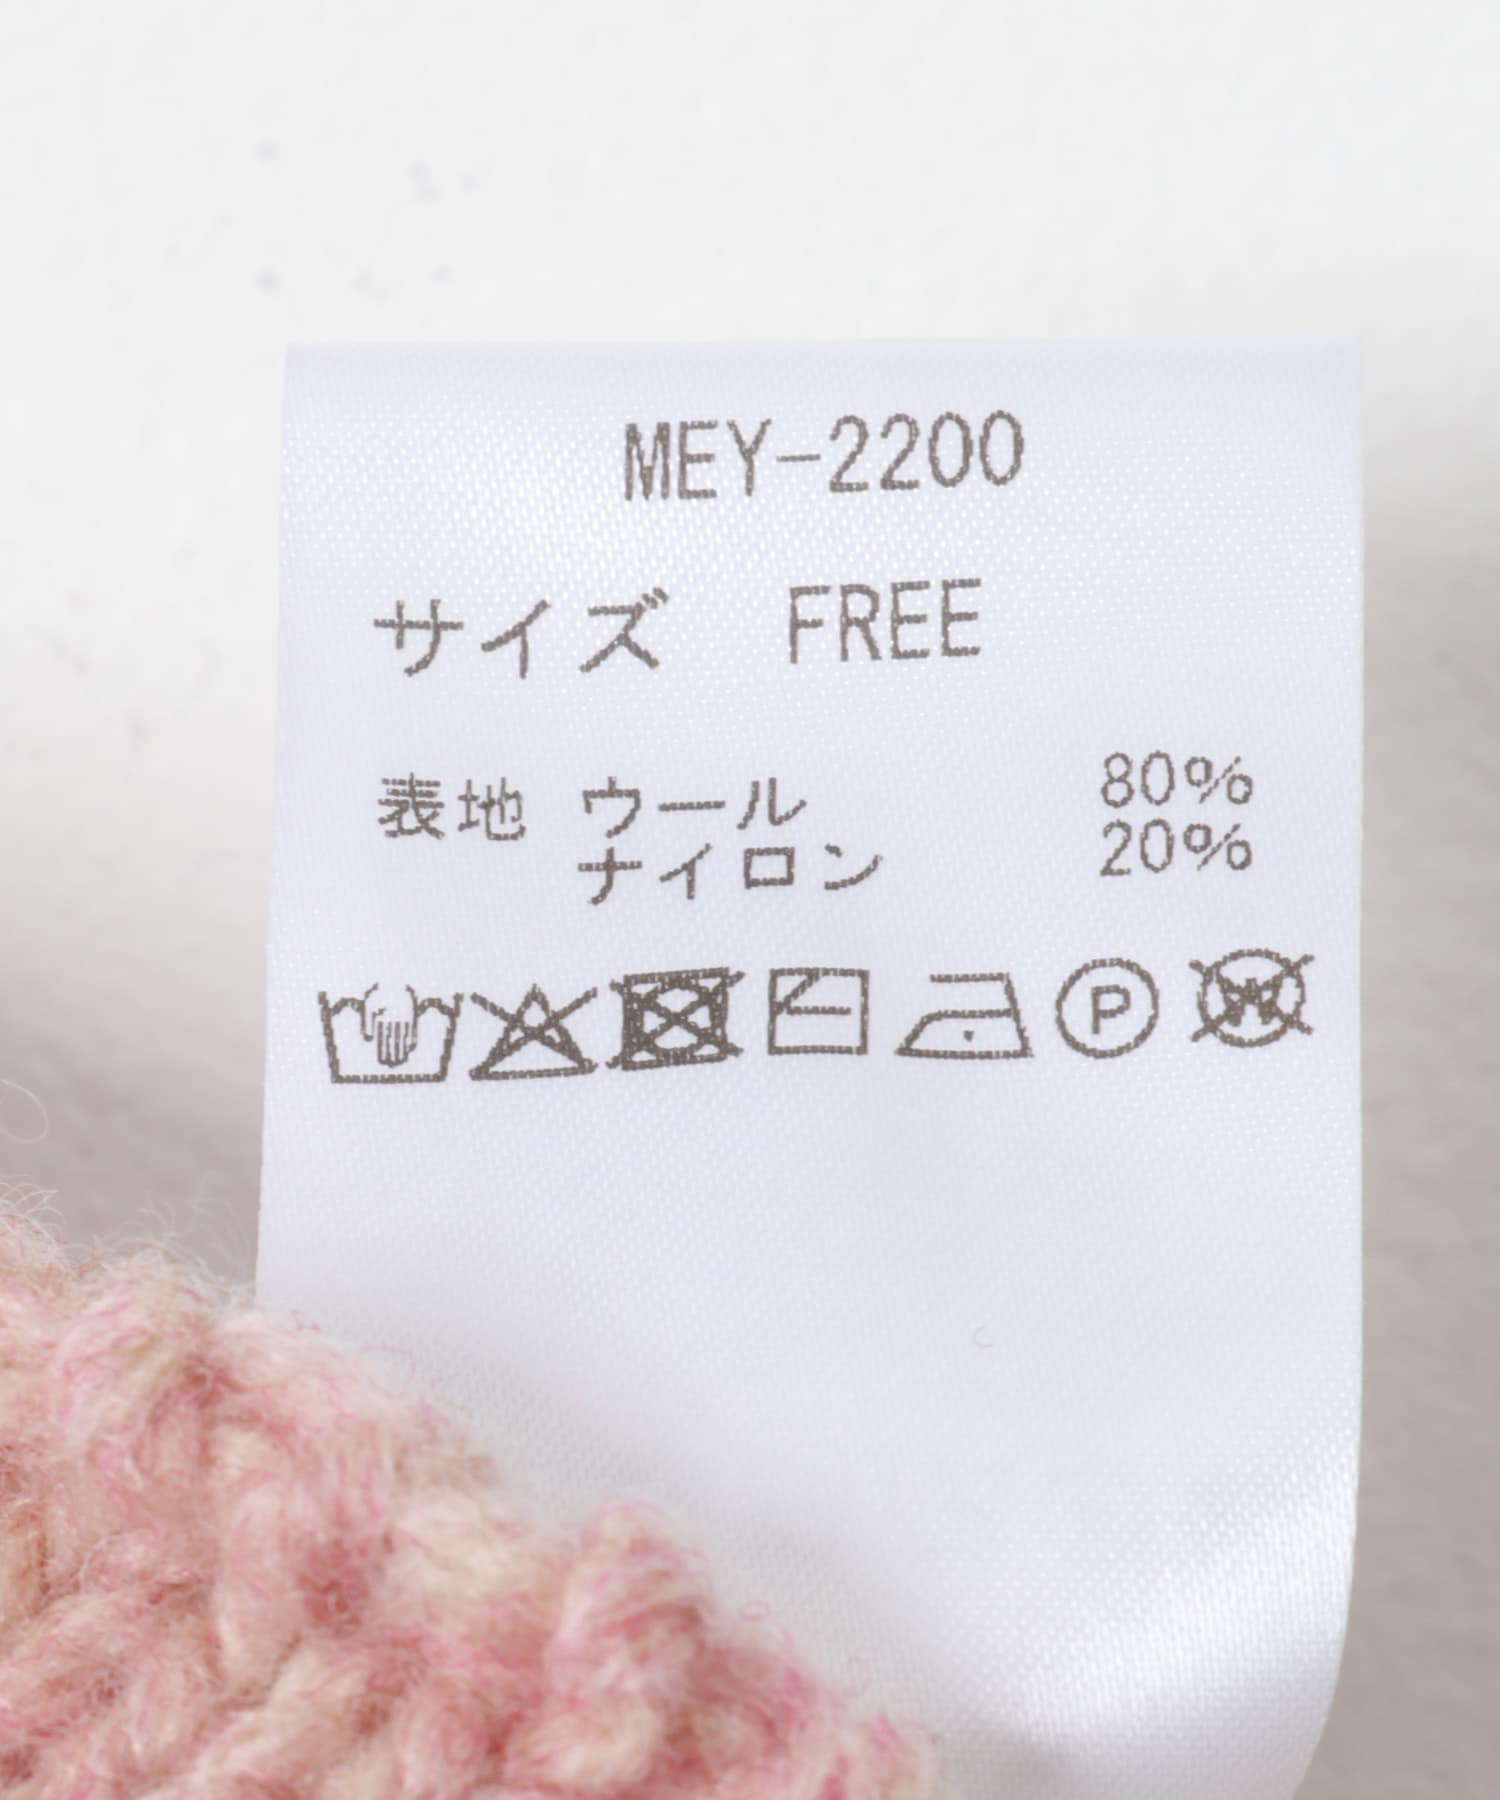 MEY-2200
サイズ FREE
表地 ウール 80%
ナイロン 20%
P
W